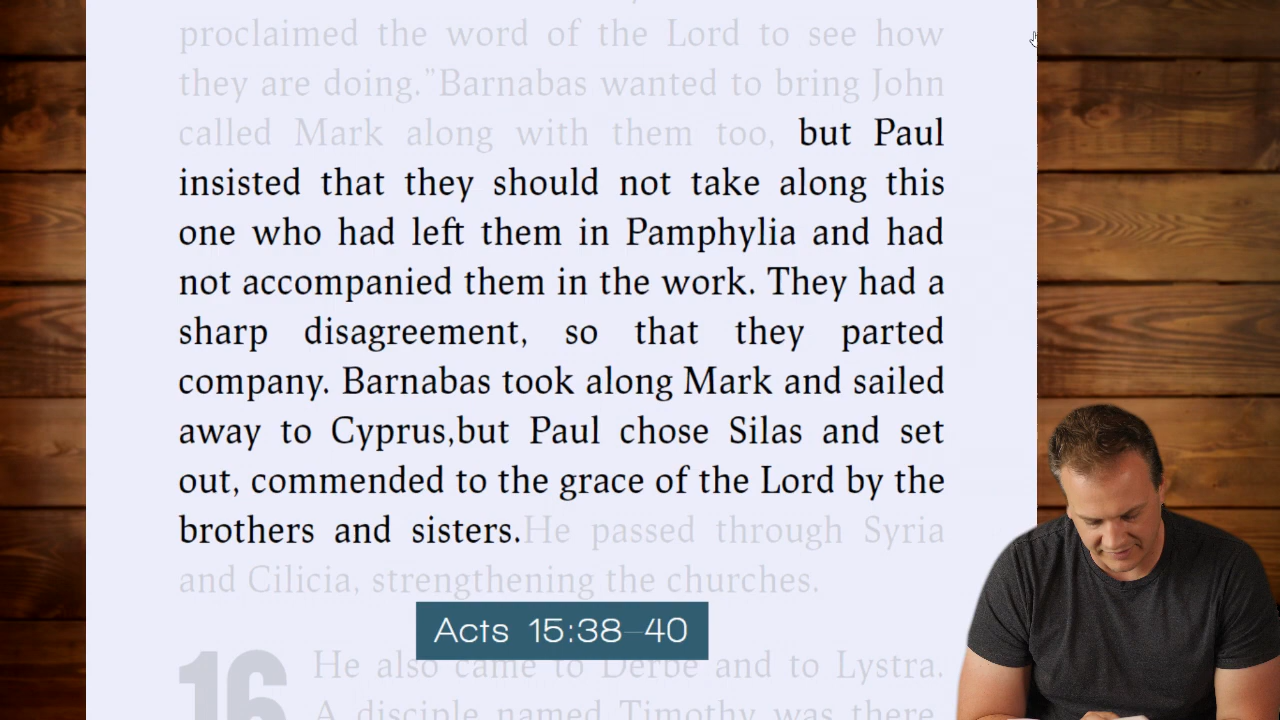 proclaimed the word of the Lord to see how
they are doing."Barnabas wanted to bring John
called Mark along with them too, but Paul
insisted that they should not take along this
one who had left them in Pamphylia and had
not accompanied them in the work. They had a
sharp disagreement, so that they parted
company. Barnabas took along Mark and sailed
away to Cyprus,but Paul chose Silas and set
out, commended to the grace of the Lord by the
brothers and sisters.He passed through Syria
and Cilicia, strengthening the churches.
Acts 15:38–40
16 He also came to Derbe and to Lystra.
A disciple named Timothy was there,